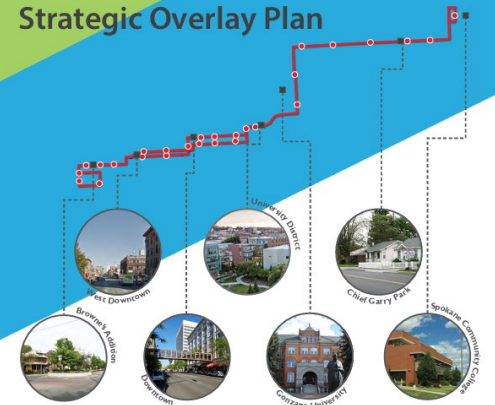 Strategic Overlay Plan
University District
West Downtown
Chief Garry Park
Browne's Addition
Downtown
Gonzaga University
Spokane Community College